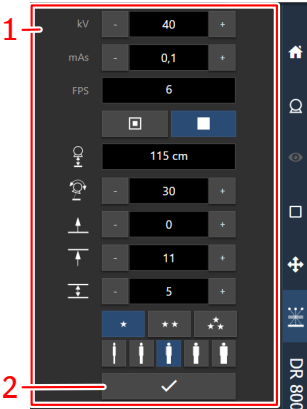 1
kV - 40 +
mAs - 0,1 +
FPS 6
115 cm
- 30 +
- 0 +
- 11 +
- 5 +
2
DR 800